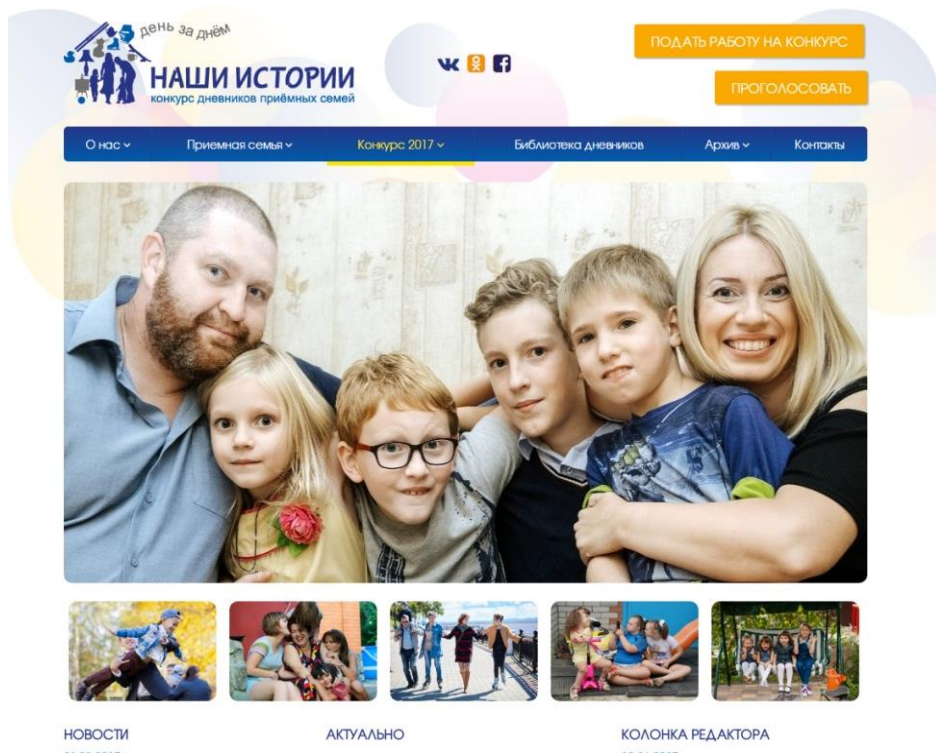 день за днём
НАШИ ИСТОРИИ
конкурс дневников приёмных семей
ПОДАТЬ РАБОТУ НА КОНКУРС
ПРОГОЛОСОВАТЬ
О нас Приемная семья Конкурс 2017 Библиотека дневников Архив Контакты
НОВОСТИ АКТУАЛЬНО КОЛОНКА РЕДАКТОРА